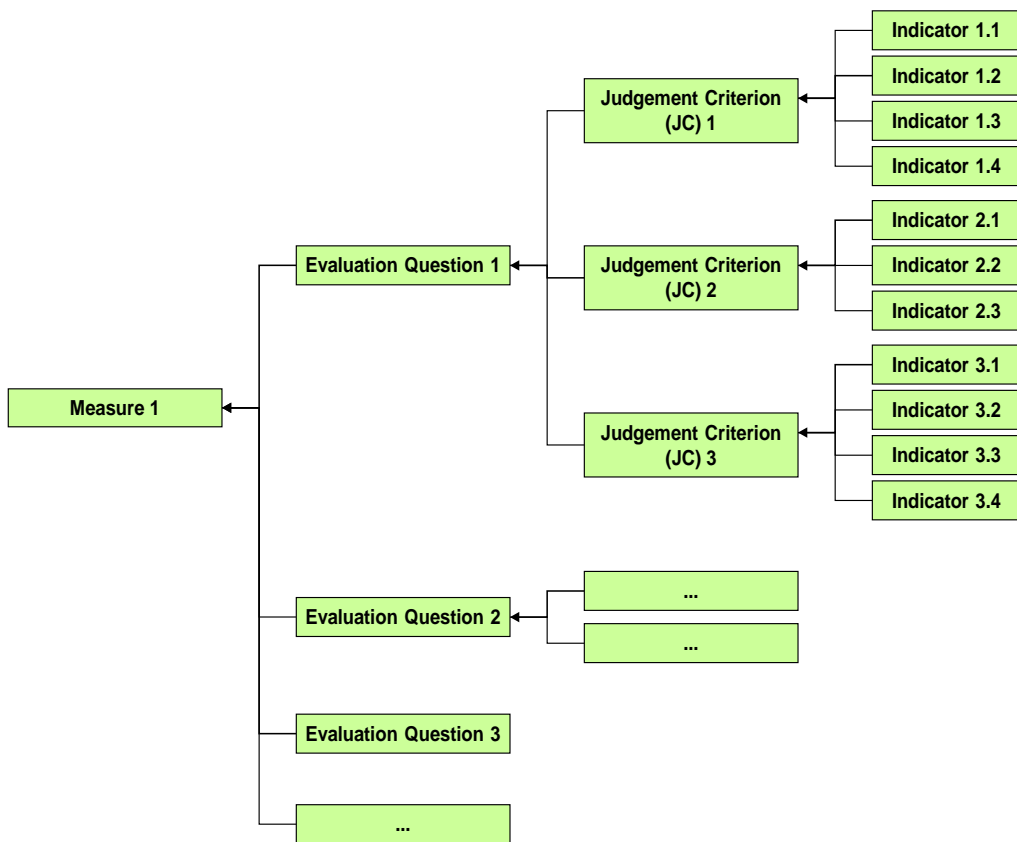 Indicator 1.1
Indicator 1.2
Judgement Criterion
(JC) 1
Indicator 1.3
Indicator 1.4
Indicator 2.1
Evaluation Question 1
Judgement Criterion
(JC) 2
Indicator 2.2
Indicator 2.3
Indicator 3.1
Measure 1
Indicator 3.2
Judgement Criterion
(JC) 3
Indicator 3.3
Indicator 3.4
...
Evaluation Question 2
...
Evaluation Question 3
...